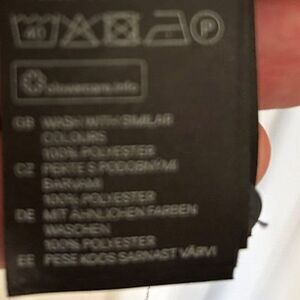 40 P
clevercare.info
GB WASH WITH SIMILAR
COLOURS
100% POLYESTER
CZ PERTE S PODOBNÝMI
BARVAMI
100% POLYESTER
DE MIT ÄHNLICHEN FARBEN
WASCHEN
100% POLYESTER
EE PESE KOOS SARNAST VÄRVI